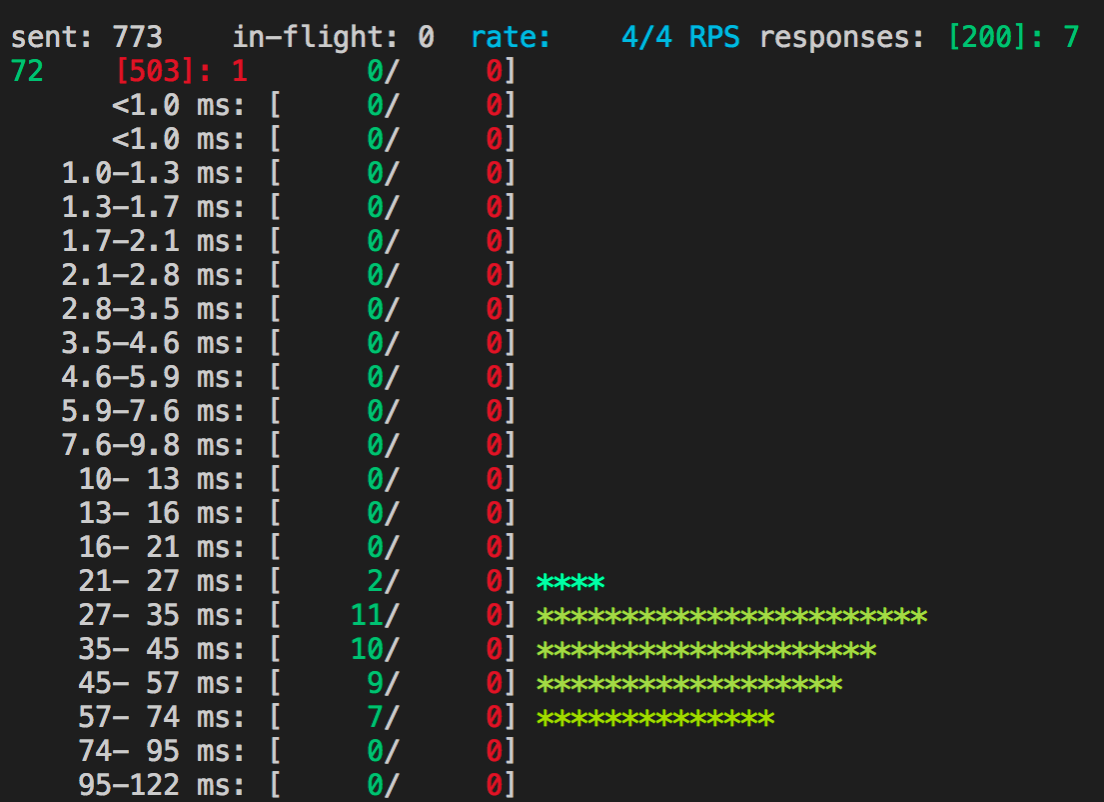 sent: 773    in-flight: 0  rate:    4/4 RPS responses: [200]: 7
72    [503]: 1       0/     0]
<1.0 ms: [     0/     0]
<1.0 ms: [     0/     0]
1.0-1.3 ms: [     0/     0]
1.3-1.7 ms: [     0/     0]
1.7-2.1 ms: [     0/     0]
2.1-2.8 ms: [     0/     0]
2.8-3.5 ms: [     0/     0]
3.5-4.6 ms: [     0/     0]
4.6-5.9 ms: [     0/     0]
5.9-7.6 ms: [     0/     0]
7.6-9.8 ms: [     0/     0]
10- 13 ms: [     0/     0]
13- 16 ms: [     0/     0]
16- 21 ms: [     0/     0]
21- 27 ms: [     2/     0] ****
27- 35 ms: [    11/     0] ***********************
35- 45 ms: [    10/     0] ********************
45- 57 ms: [     9/     0] ******************
57- 74 ms: [     7/     0] **************
74- 95 ms: [     0/     0]
95-122 ms: [     0/     0]